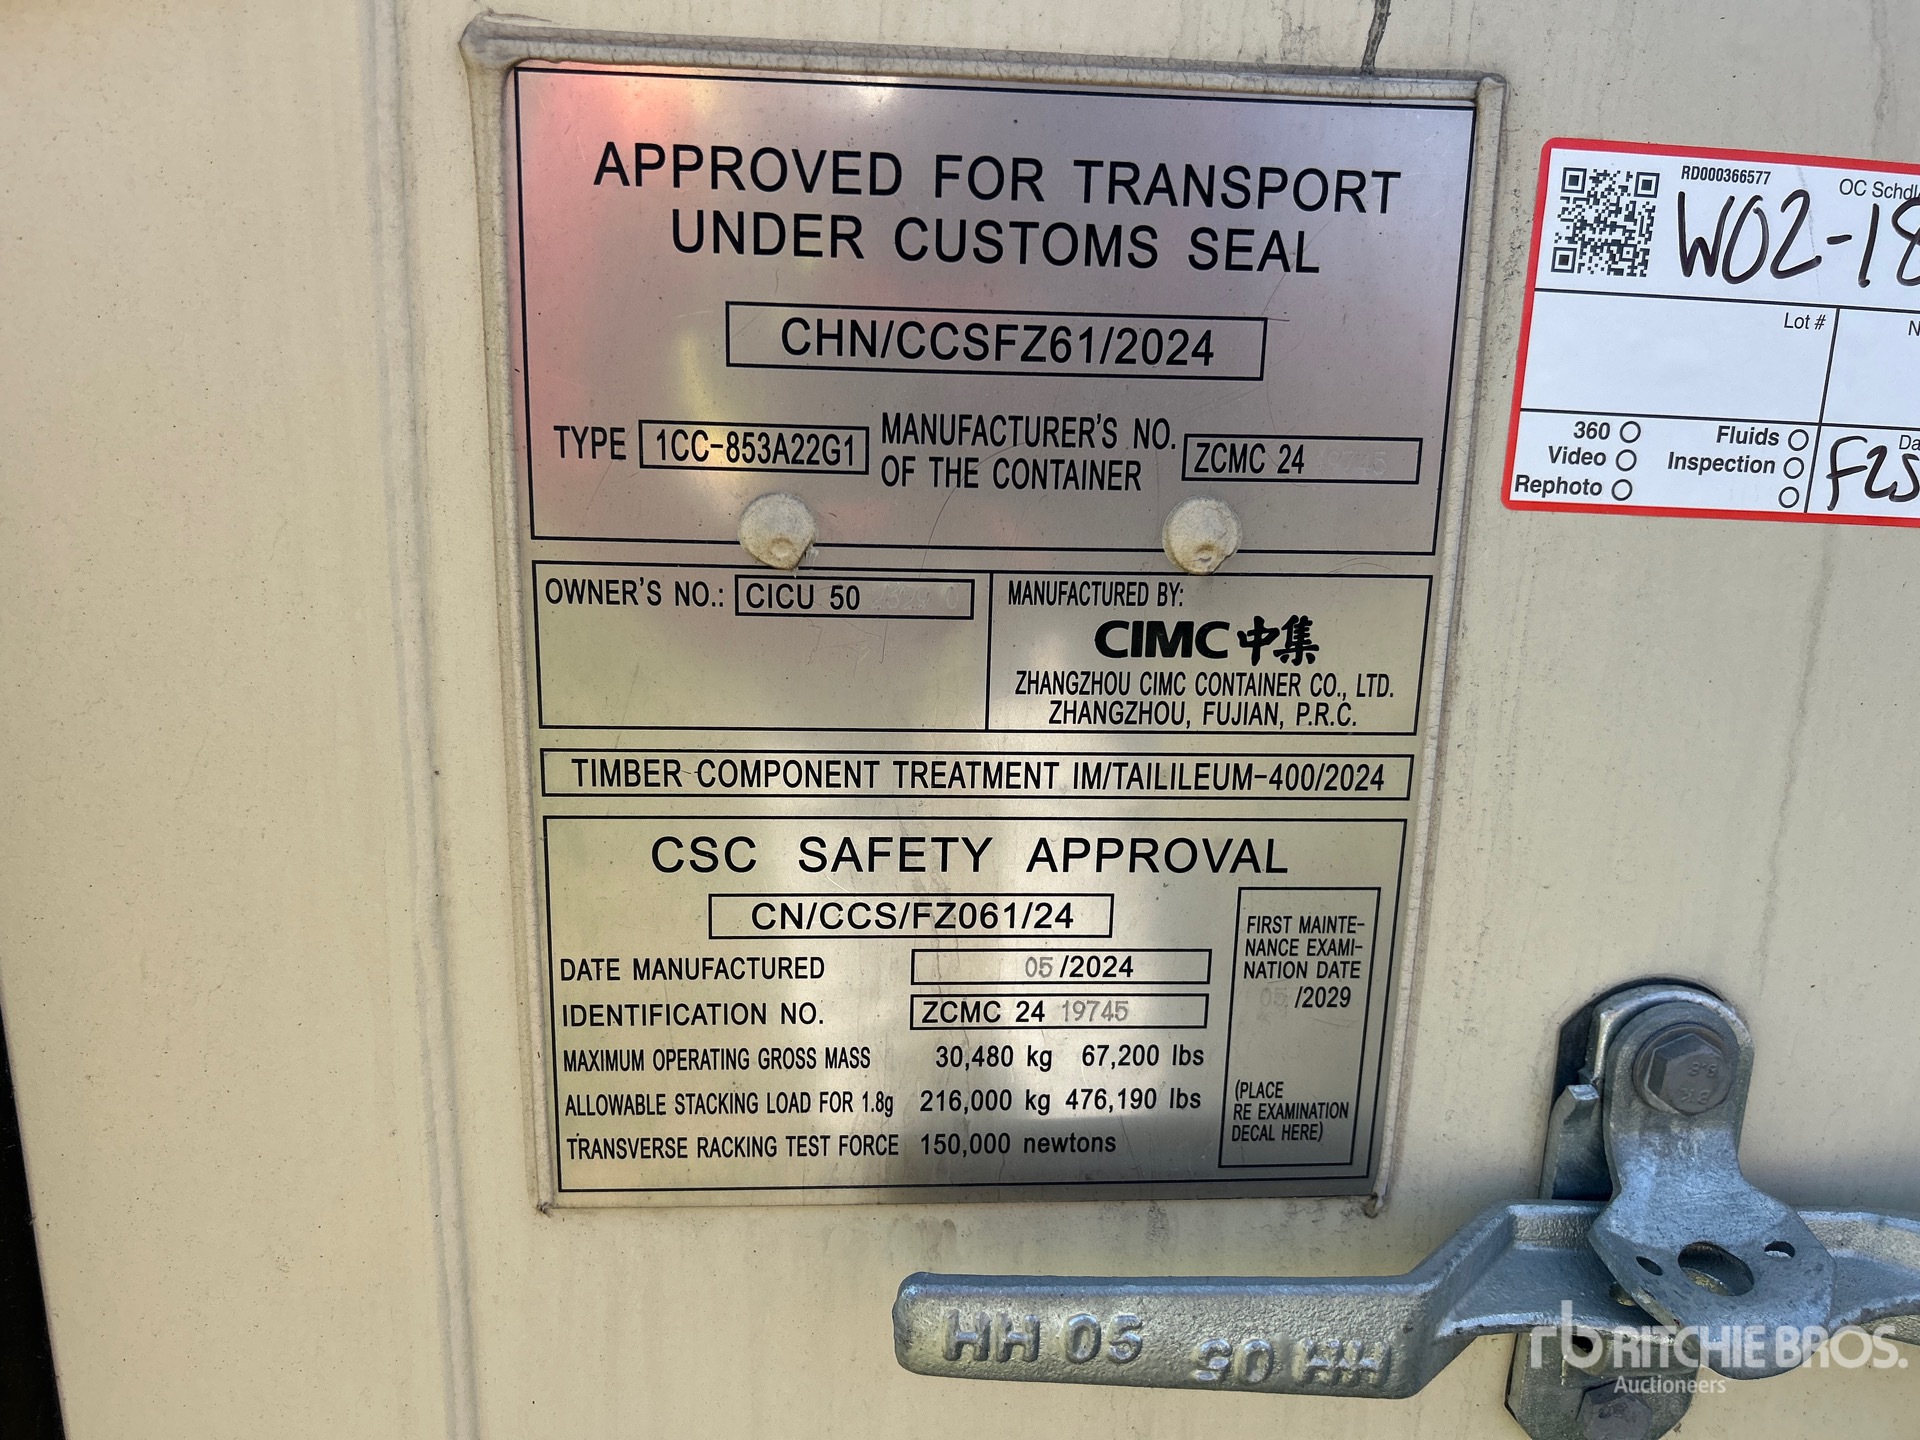 APPROVED FOR TRANSPORT
UNDER CUSTOMS SEAL
CHN/CCSFZ61/2024
TYPE 1CC-853A22G1
MANUFACTURER'S NO.
OF THE CONTAINER
ZCMC 24 19745
OWNER'S NO.: CICU 50
MANUFACTURED BY:
CIMC 中集
ZHANGZHOU CIMC CONTAINER CO., LTD.
ZHANGZHOU, FUJIAN, P.R.C.
TIMBER COMPONENT TREATMENT IM/TAILILEUM-400/2024
CSC SAFETY APPROVAL
CN/CCS/FZ061/24
DATE MANUFACTURED 05/2024
IDENTIFICATION NO. ZCMC 24 19745
MAXIMUM OPERATING GROSS MASS 30,480 kg 67,200 lbs
ALLOWABLE STACKING LOAD FOR 1.8g 216,000 kg 476,190 lbs
TRANSVERSE RACKING TEST FORCE 150,000 newtons
FIRST MAINTE-
NANCE EXAMI-
NATION DATE
05/2029
(PLACE
RE EXAMINATION
DECAL HERE)
RD000366577
OC Schdl
W02-18
Lot #
360
Video
Rephoto
Fluids
Inspection
F25
HH 05
50 HH
8.8
rb RITCHIE BROS.
Auctioneers